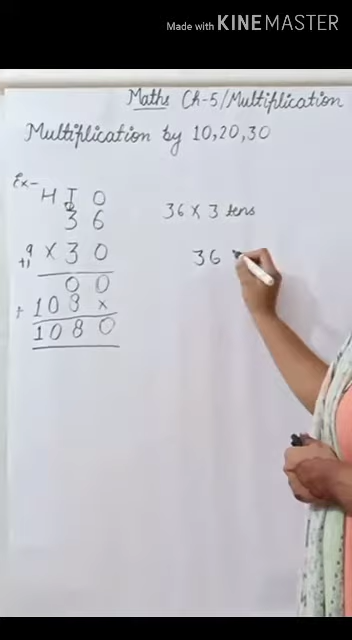 Made with KINEMASTER
Maths Ch-5/Multiplication
Multiplication by 10,20,30
Ex-
H T O
3 6
× 3 0
0 0
+ 1 0 8 ×
1 0 8 0
36 × 3 tens
36